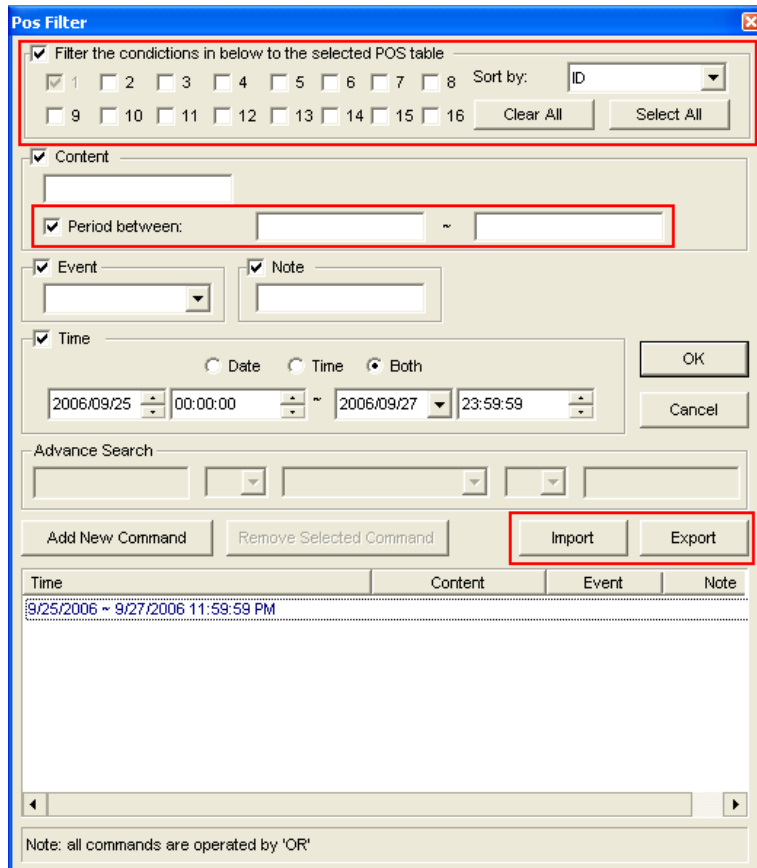 Pos Filter
Filter the condictions in below to the selected POS table
1 2 3 4 5 6 7 8 Sort by: ID
9 10 11 12 13 14 15 16 Clear All Select All
Content
Period between: ~
Event Note
Time
Date Time Both
OK
2006/09/25 00:00:00 ~ 2006/09/27 23:59:59
Cancel
Advance Search
Add New Command Remove Selected Command Import Export
Time Content Event Note
9/25/2006 ~ 9/27/2006 11:59:59 PM
Note: all commands are operated by 'OR'